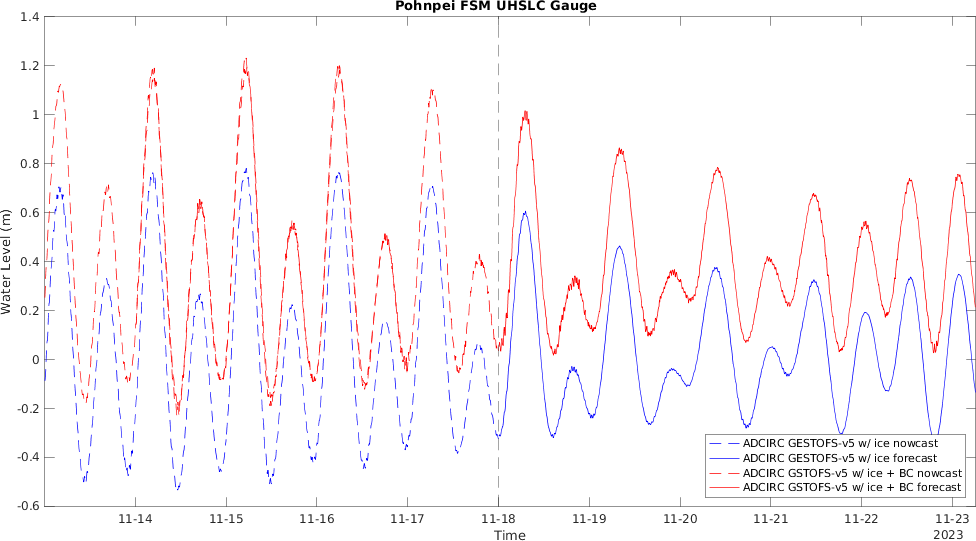 Pohnpei FSM UHSLC Gauge
1.4
1.2
1
0.8
0.6
0.4
0.2
0
-0.2
-0.4
-0.6
Water Level (m)
11-14 11-15 11-16 11-17 11-18 11-19 11-20 11-21 11-22 11-23
Time
2023
ADCIRC GESTOFS-v5 w/ ice nowcast
ADCIRC GESTOFS-v5 w/ ice forecast
ADCIRC GSTOFS-v5 w/ ice + BC nowcast
ADCIRC GSTOFS-v5 w/ ice + BC forecast